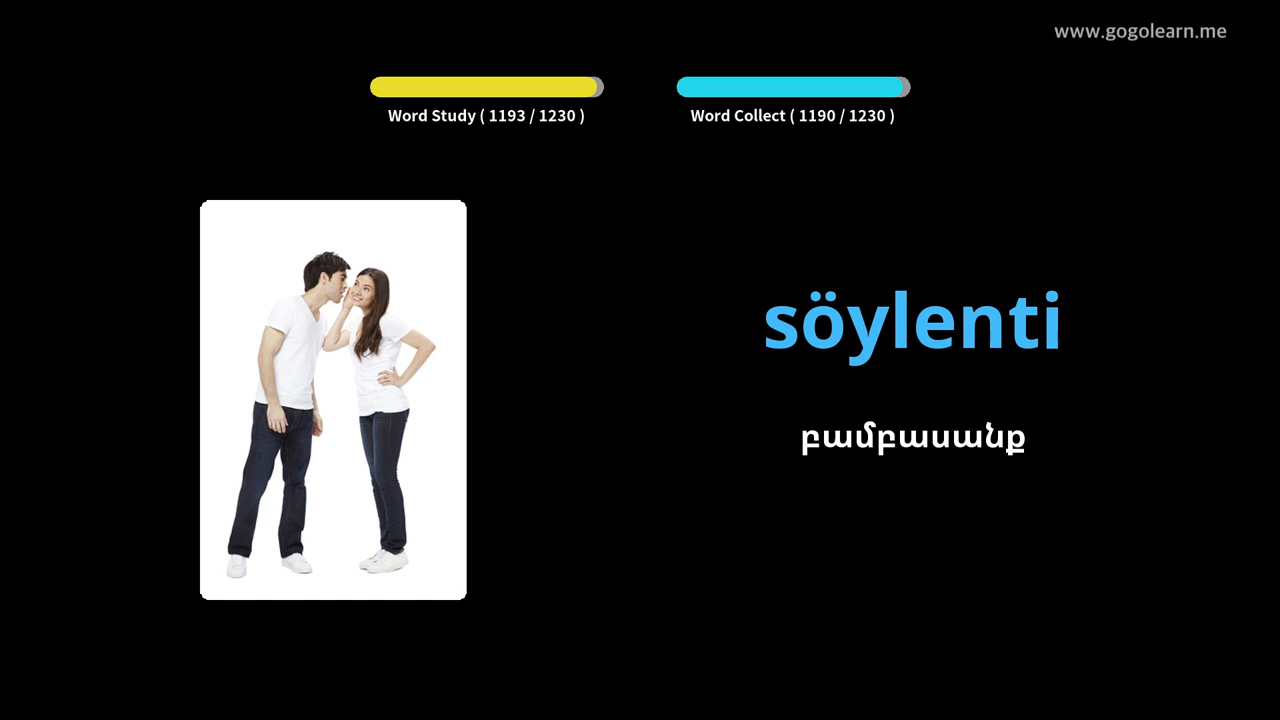 www.gogolearn.me
Word Study ( 1193 / 1230 )
Word Collect ( 1190 / 1230 )
söylenti
բամբասանք